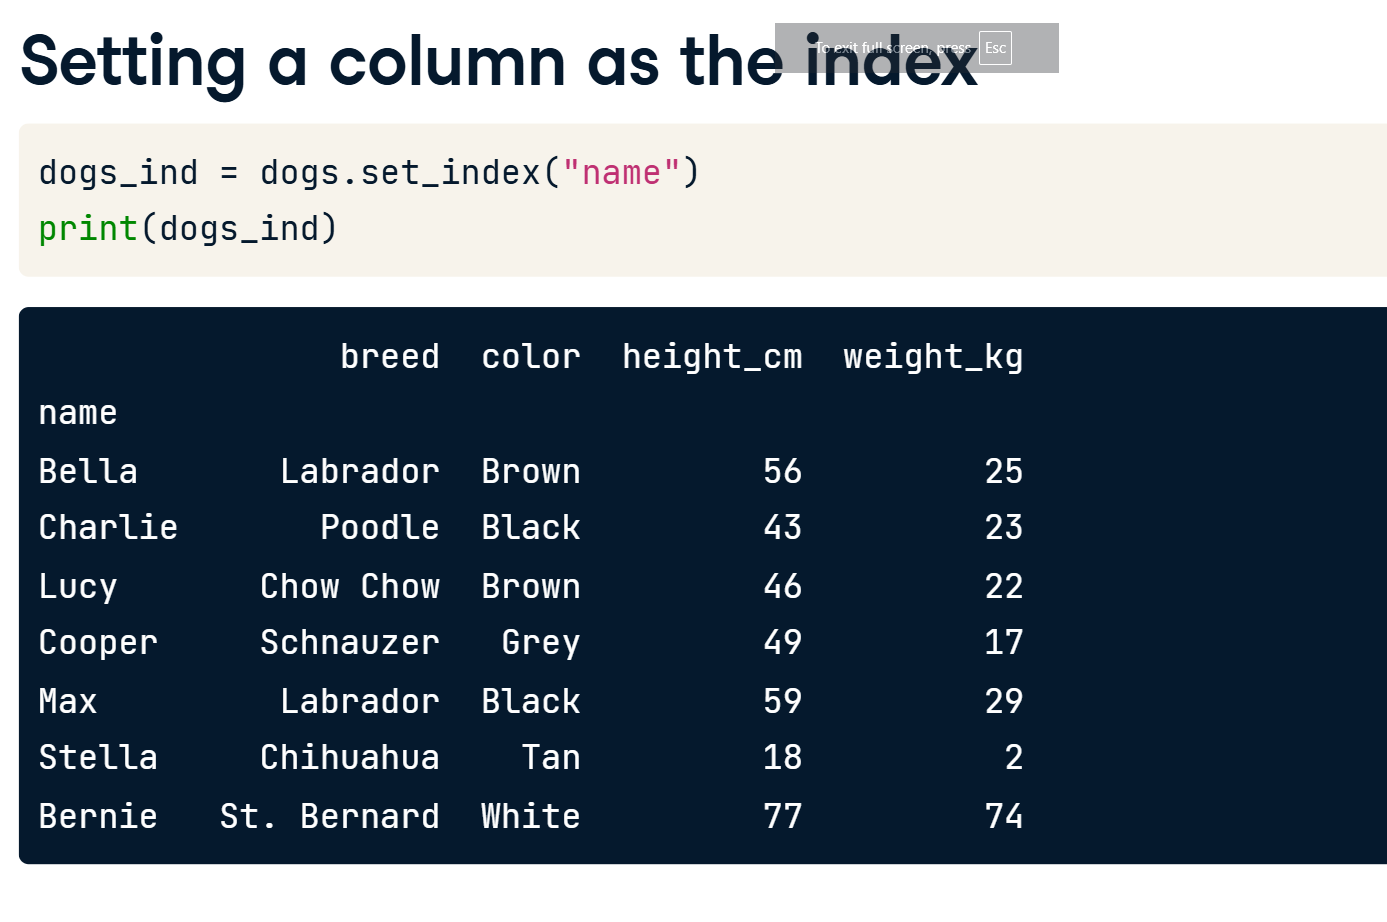 Setting a column as the index
To exit full screen, press Esc
dogs_ind = dogs.set_index("name")
print(dogs_ind)
breed  color  height_cm  weight_kg
name
Bella       Labrador  Brown         56         25
Charlie       Poodle  Black         43         23
Lucy       Chow Chow  Brown         46         22
Cooper     Schnauzer   Grey         49         17
Max         Labrador  Black         59         29
Stella     Chihuahua    Tan         18          2
Bernie   St. Bernard  White         77         74